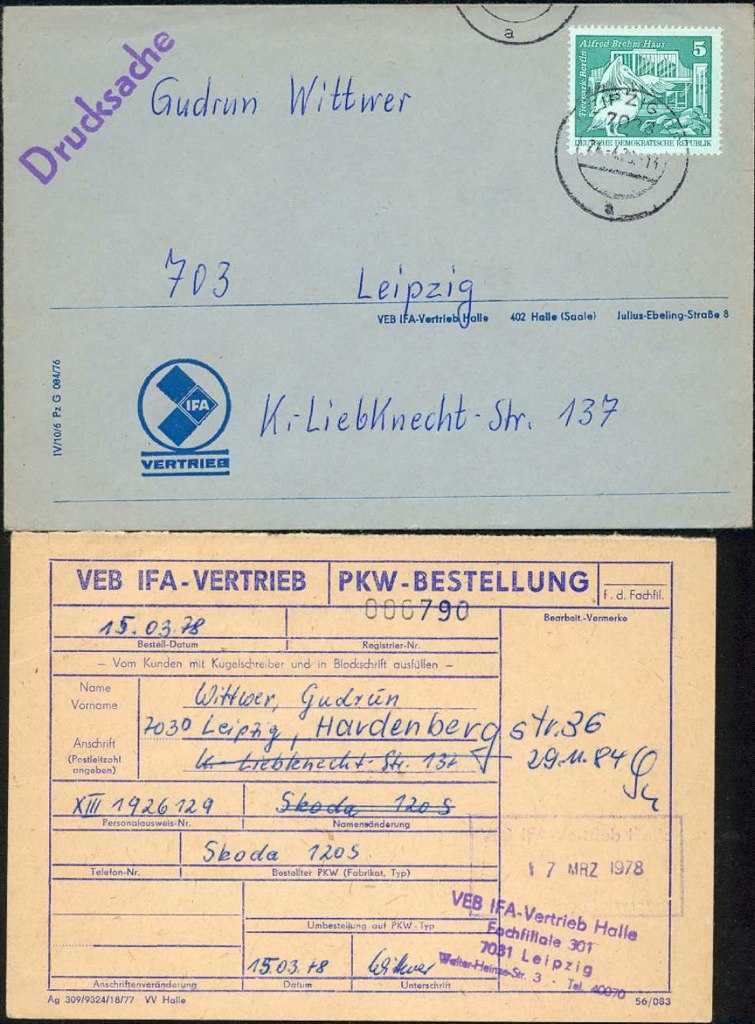 Drucksache
Gudrun Wittwer
Alfred Brehm-Haus 5
Tierpark Berlin
DEUTSCHE DEMOKRATISCHE REPUBLIK
LEIPZIG
a
a
703 Leipzig
VEB IFA-Vertrieb Halle 402 Halle (Saale) Julius-Ebeling-Straße 8
IV/10/6 Pz G 084/76
IFA
VERTRIEB
K.-Liebknecht-Str. 137
VEB IFA-VERTRIEB PKW-BESTELLUNG
f. d. Fachfil.
006790
15.03.78
Bestell-Datum Registrier-Nr. Bearbeit.-Vermerke
— Vom Kunden mit Kugelschreiber und in Blockschrift ausfüllen —
Name Wittwer, Gudrun
Vorname
7030 Leipzig, Hardenbergstr. 36
Anschrift
(Postleitzahl angeben)
K.-Liebknecht-Str. 137 29.11.84
XIII 1926129 Skoda 120S
Personalausweis-Nr. Namensänderung
Skoda 120S
Telefon-Nr. Bestellter PKW (Fabrikat, Typ)
17 MRZ 1978
Umbestellung auf PKW-Typ
VEB IFA-Vertrieb Halle
Fachfiliale 301
7031 Leipzig
Walter-Heinze-Str. 3 · Tel. 40070
15.03.78 Wittwer
Anschriftenveränderung Datum Unterschrift
Ag 309/9324/18/77 VV Halle 56/083